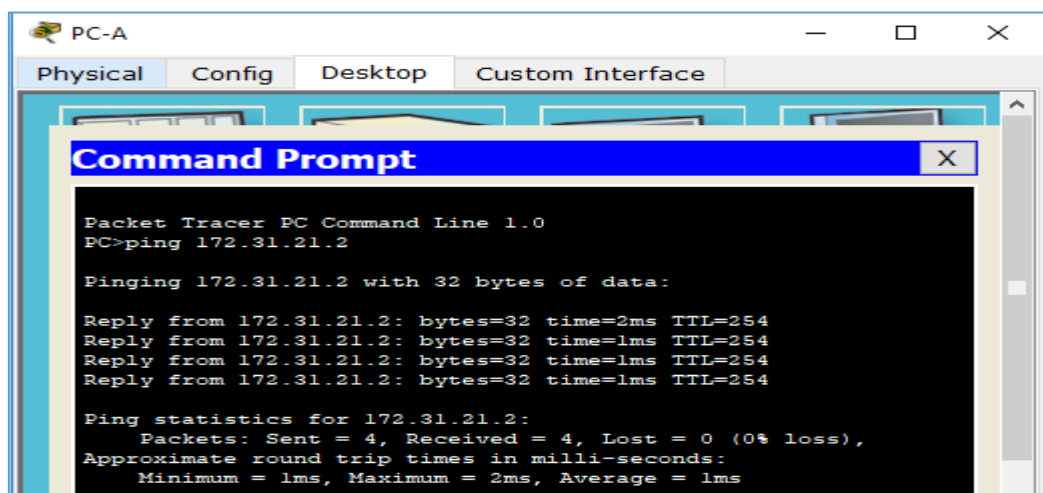 PC-A
Physical Config Desktop Custom Interface
Command Prompt X
Packet Tracer PC Command Line 1.0
PC>ping 172.31.21.2
Pinging 172.31.21.2 with 32 bytes of data:
Reply from 172.31.21.2: bytes=32 time=2ms TTL=254
Reply from 172.31.21.2: bytes=32 time=1ms TTL=254
Reply from 172.31.21.2: bytes=32 time=1ms TTL=254
Reply from 172.31.21.2: bytes=32 time=1ms TTL=254
Ping statistics for 172.31.21.2:
Packets: Sent = 4, Received = 4, Lost = 0 (0% loss),
Approximate round trip times in milli-seconds:
Minimum = 1ms, Maximum = 2ms, Average = 1ms